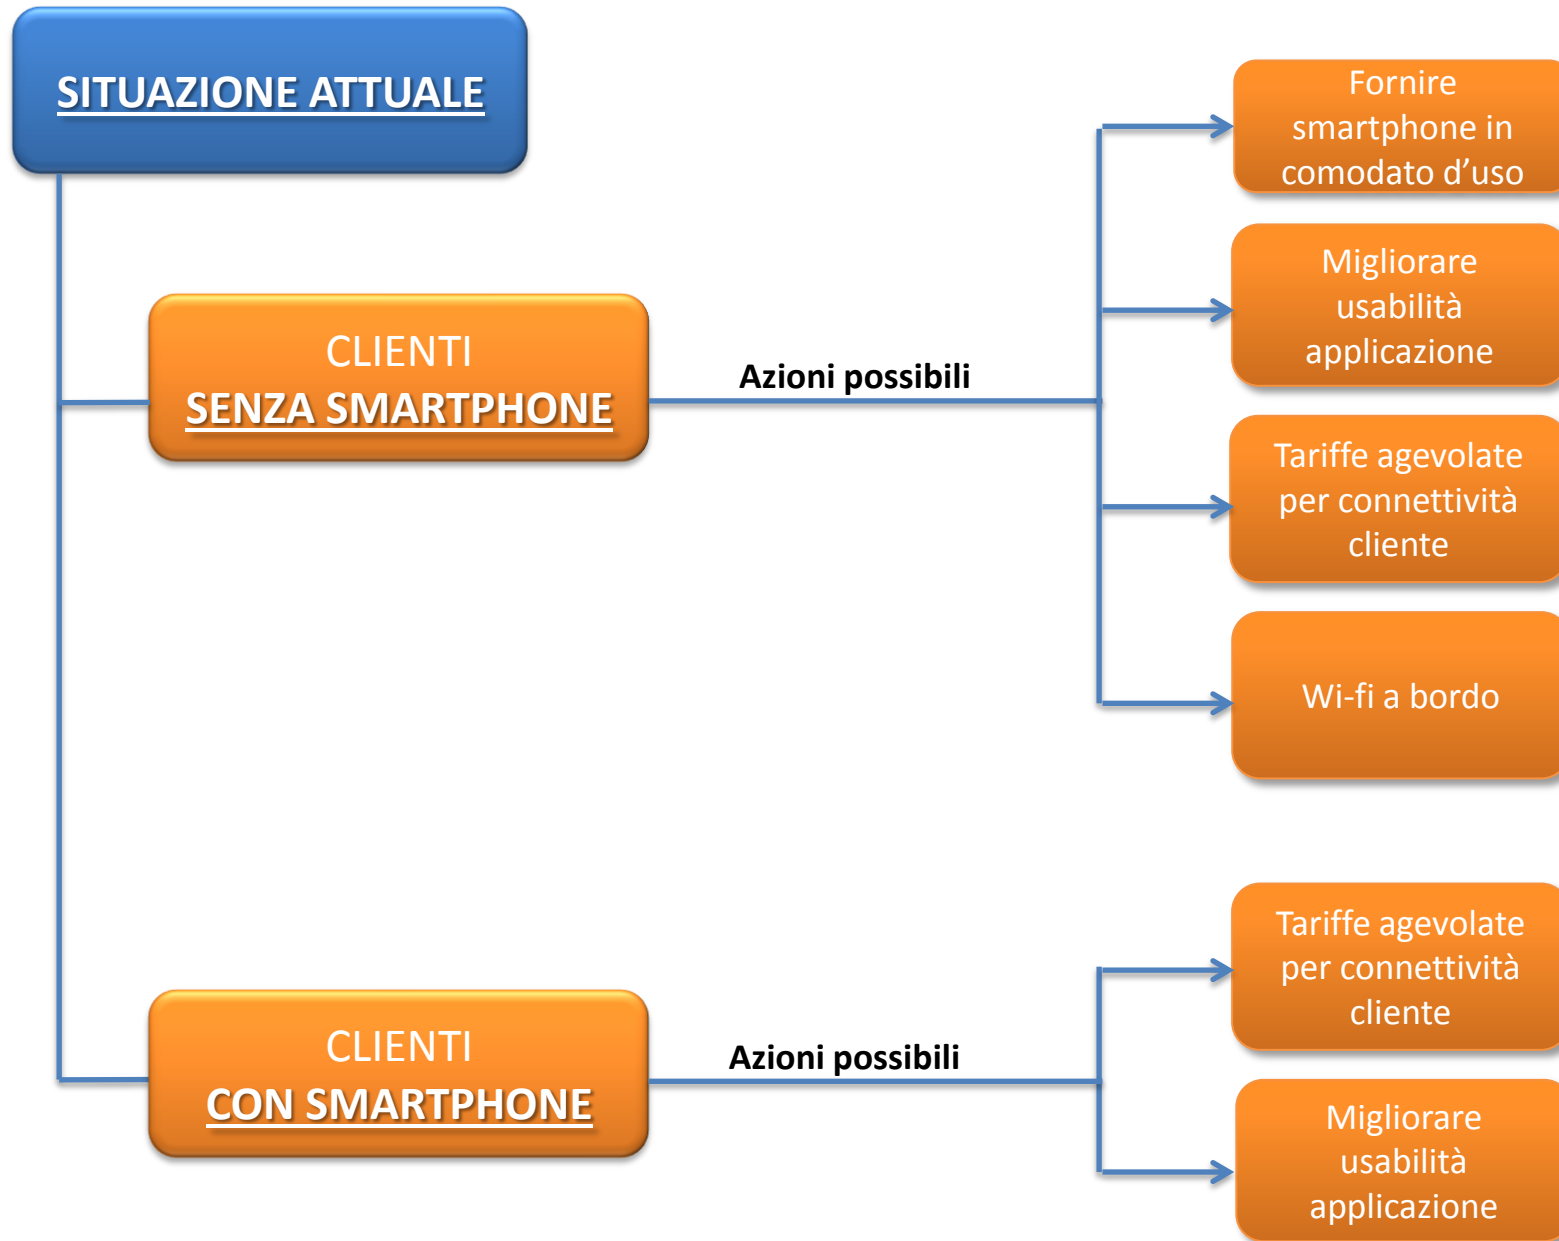 SITUAZIONE ATTUALE
CLIENTI
SENZA SMARTPHONE
Azioni possibili
Fornire
smartphone in
comodato d’uso
Migliorare
usabilità
applicazione
Tariffe agevolate
per connettività
cliente
Wi-fi a bordo
CLIENTI
CON SMARTPHONE
Azioni possibili
Tariffe agevolate
per connettività
cliente
Migliorare
usabilità
applicazione